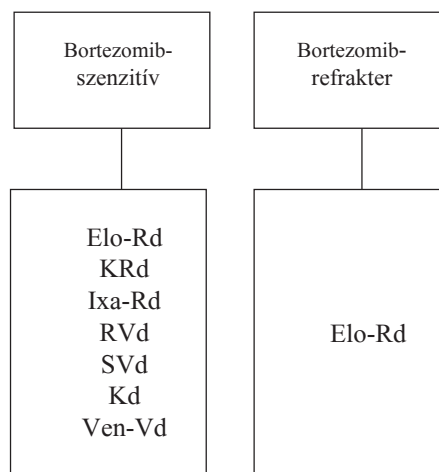 Bortezomib-
szenzitív
Bortezomib-
refrakter
Elo-Rd
KRd
Ixa-Rd
RVd
SVd
Kd
Ven-Vd
Elo-Rd